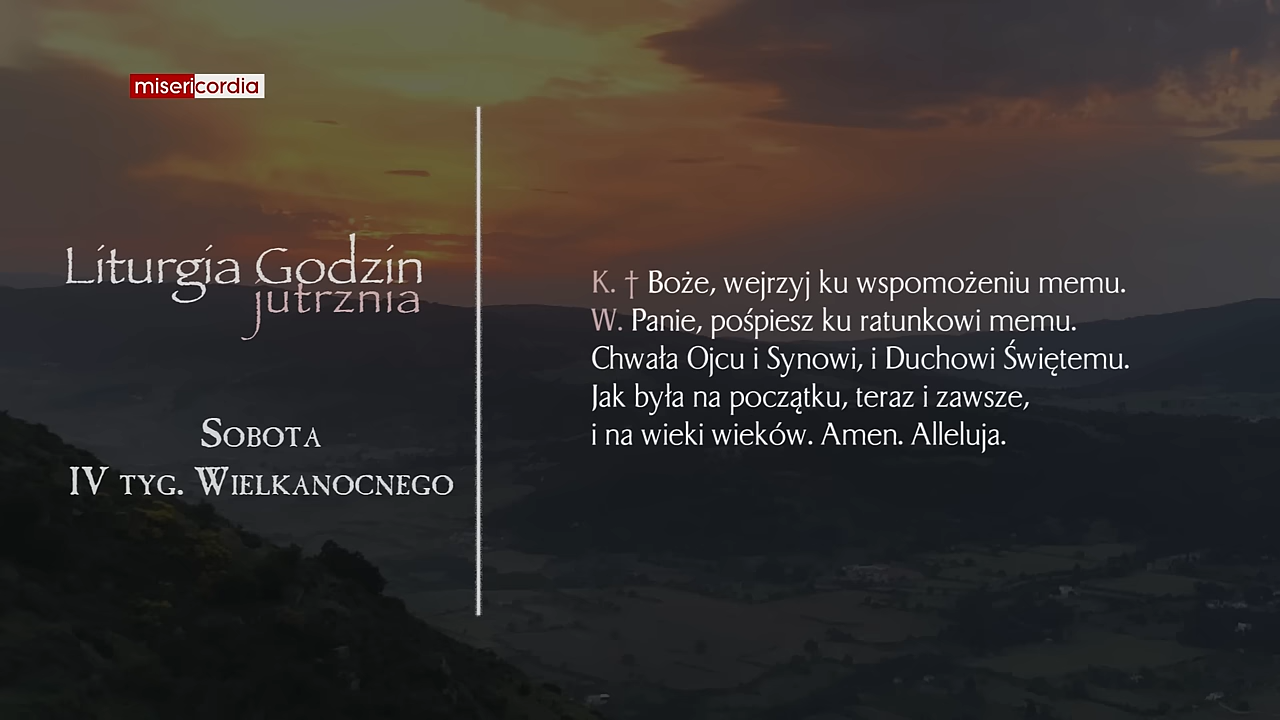 misericordia
Liturgia Godzin
jutrznia
Sobota
IV tyg. Wielkanocnego
K. † Boże, wejrzyj ku wspomożeniu memu.
W. Panie, pośpiesz ku ratunkowi memu.
Chwała Ojcu i Synowi, i Duchowi Świętemu.
Jak była na początku, teraz i zawsze,
i na wieki wieków. Amen. Alleluja.